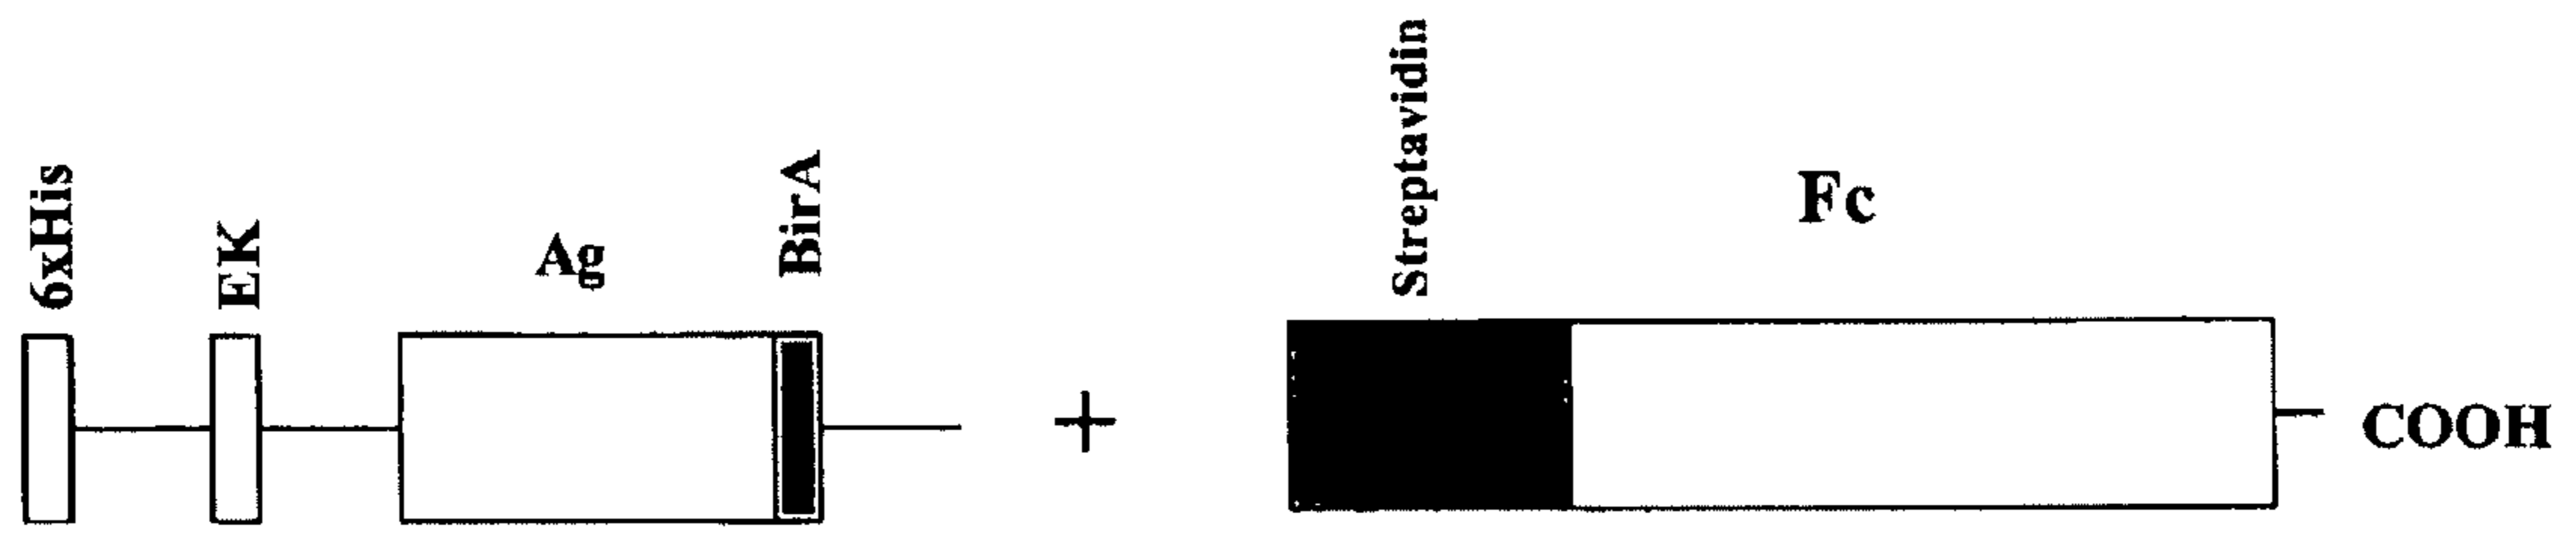 6xHis
EK
Ag
BirA
+
Streptavidin
Fc
COOH